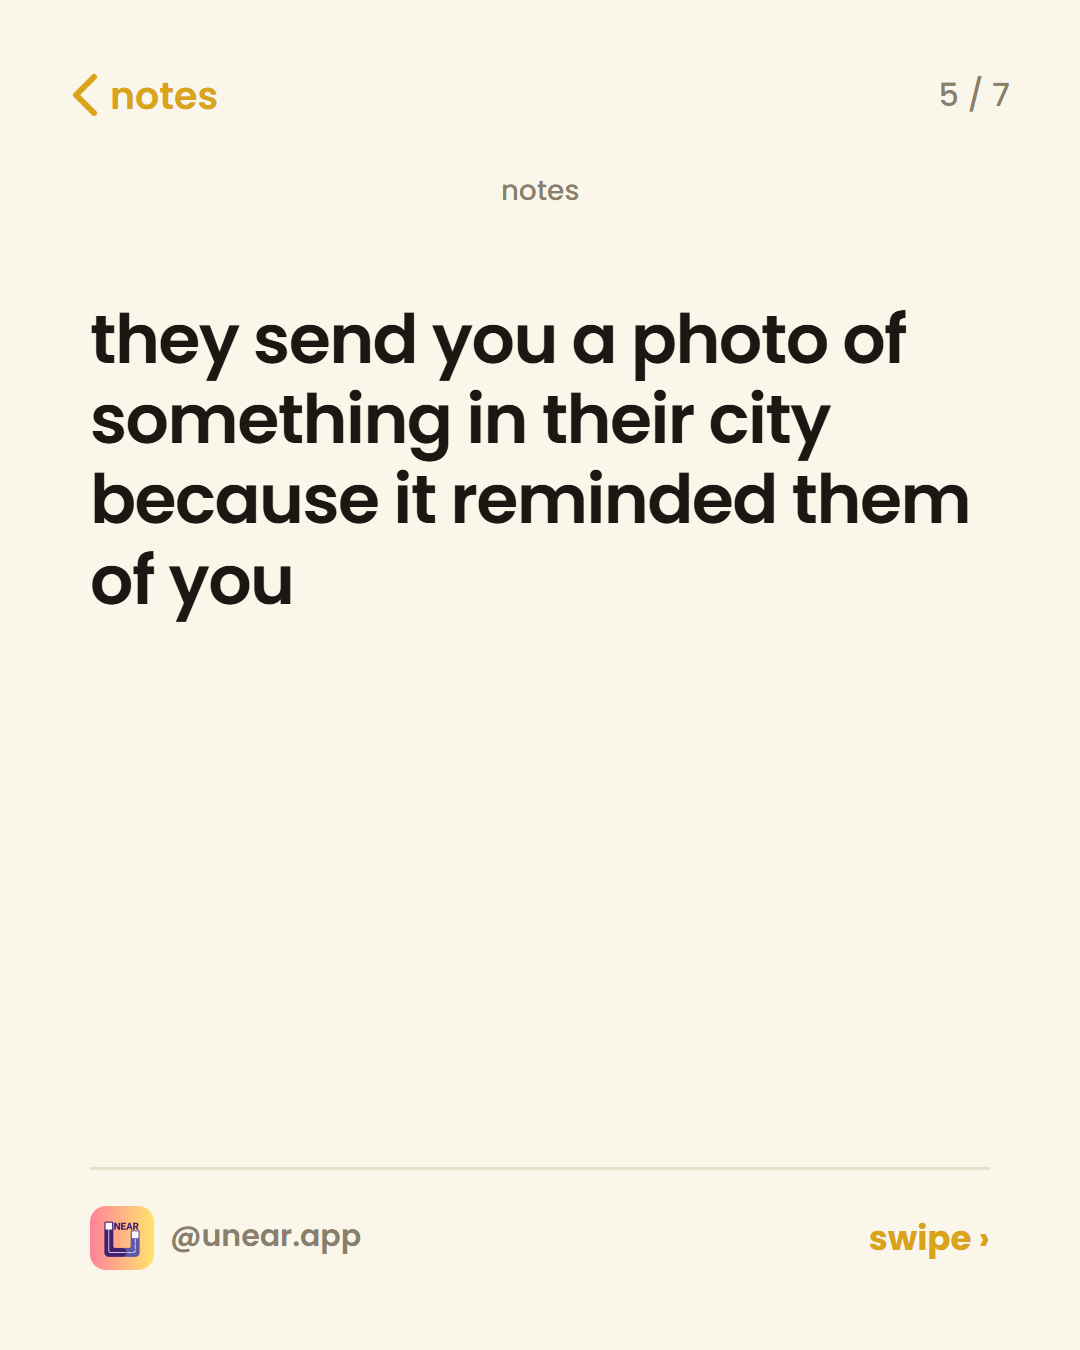 notes
5 / 7
notes
they send you a photo of
something in their city
because it reminded them
of you
UNEAR
@unear.app
swipe ›